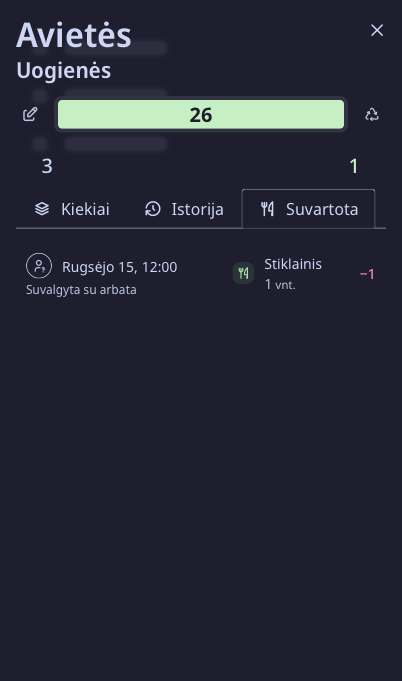 Avietės
Uogienės
26
3 1
Kiekiai Istorija Suvartota
Rugsėjo 15, 12:00 Stiklainis −1
Suvalgyta su arbata 1 vnt.